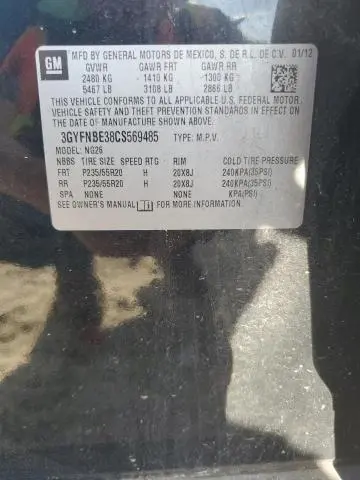 GM
MFD BY GENERAL MOTORS DE MEXICO, S. DE R.L. DE C.V. 01/12
GVWR GAWR FRT GAWR RR
2480 KG 1410 KG 1300 KG
5467 LB 3108 LB 2866 LB
THIS VEHICLE CONFORMS TO ALL APPLICABLE U.S. FEDERAL
MOTOR VEHICLE SAFETY, BUMPER, AND
THEFT PREVENTION STANDARDS IN EFFECT ON THE DATE OF
MANUFACTURE SHOWN ABOVE.
3GYFNBE38CS569485 TYPE: M.P.V.
MODEL: NG26
NBBS TIRE SIZE SPEED RTG RIM COLD TIRE PRESSURE
FRT P235/55R20 H 20X8J 240KPA(35PSI)
RR P235/55R20 H 20X8J 240KPA(35PSI)
SPA NONE NONE KPA(PSI)
SEE OWNER'S MANUAL FOR ADDITIONAL INFORMATION